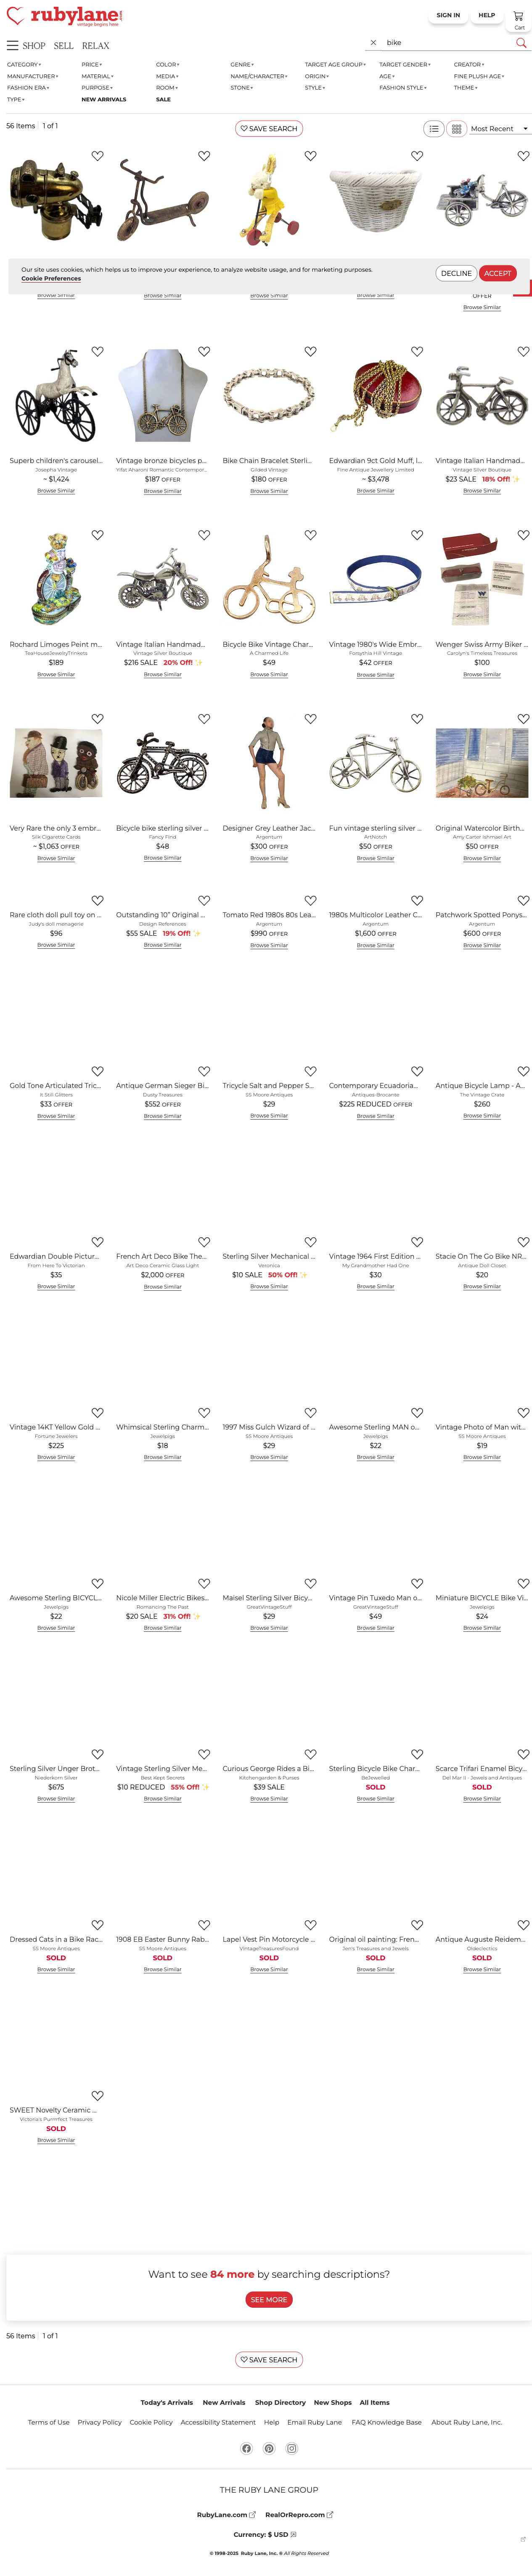 rubylane
vintage begins here
SIGN IN
HELP
Cart
SHOP SELL RELAX
bike
CATEGORY+ PRICE+ COLOR+ GENRE+ TARGET AGE GROUP+ TARGET GENDER+ CREATOR+
MANUFACTURER+ MATERIAL+ MEDIA+ NAME/CHARACTER+ ORIGIN+ AGE+ FINE PLUSH AGE+
FASHION ERA+ PURPOSE+ ROOM+ STONE+ STYLE+ FASHION STYLE+ THEME+
TYPE+ NEW ARRIVALS SALE
56 Items | 1 of 1
SAVE SEARCH
Most Recent
Our site uses cookies, which helps us to improve your experience, to analyze website usage, and for marketing purposes.
Cookie Preferences
DECLINE
ACCEPT
Browse Similar Browse Similar Browse Similar Browse Similar OFFER
Browse Similar
Superb children's carousel... Vintage bronze bicycles p... Bike Chain Bracelet Sterli... Edwardian 9ct Gold Muff, l... Vintage Italian Handmad...
Josepha Vintage Yifat Aharoni Romantic Contempor... Gilded Vintage Fine Antique Jewellery Limited Vintage Silver Boutique
~ $1,424 $187 OFFER $180 OFFER ~ $3,478 $23 SALE 18% Off! ✨
Browse Similar Browse Similar Browse Similar Browse Similar Browse Similar
Rochard Limoges Peint m... Vintage Italian Handmad... Bicycle Bike Vintage Char... Vintage 1980's Wide Embr... Wenger Swiss Army Biker ...
TeaHouseJewelryTrinkets Vintage Silver Boutique A Charmed Life Forsythia Hill Vintage Carolyn's Timeless Treasures
$189 $216 SALE 20% Off! ✨ $49 $42 OFFER $100
Browse Similar Browse Similar Browse Similar Browse Similar Browse Similar
Very Rare the only 3 embr... Bicycle bike sterling silver ... Designer Grey Leather Jac... Fun vintage sterling silver ... Original Watercolor Birth...
Silk Cigarette Cards Fancy Find Argentum ArtNotch Amy Carter Ishmael Art
~ $1,063 OFFER $48 $300 OFFER $50 OFFER $50 OFFER
Browse Similar Browse Similar Browse Similar Browse Similar Browse Similar
Rare cloth doll pull toy on ... Outstanding 10" Original ... Tomato Red 1980s 80s Lea... 1980s Multicolor Leather C... Patchwork Spotted Ponys...
Judy's doll menagerie Design References Argentum Argentum Argentum
$96 $55 SALE 19% Off! ✨ $990 OFFER $1,600 OFFER $600 OFFER
Browse Similar Browse Similar Browse Similar Browse Similar Browse Similar
Gold Tone Articulated Tric... Antique German Sieger Bi... Tricycle Salt and Pepper S... Contemporary Ecuadoria... Antique Bicycle Lamp - A...
It Still Glitters Dusty Treasures SS Moore Antiques Antiques-Brocante The Vintage Crate
$33 OFFER $552 OFFER $29 $225 REDUCED OFFER $260
Browse Similar Browse Similar Browse Similar Browse Similar Browse Similar
Edwardian Double Pictur... French Art Deco Bike The... Sterling Silver Mechanical ... Vintage 1964 First Edition ... Stacie On The Go Bike NR...
From Here To Victorian Art Deco Ceramic Glass Light Veronica My Grandmother Had One Antique Doll Closet
$35 $2,000 OFFER $10 SALE 50% Off! ✨ $30 $20
Browse Similar Browse Similar Browse Similar Browse Similar Browse Similar
Vintage 14KT Yellow Gold ... Whimsical Sterling Charm... 1997 Miss Gulch Wizard of ... Awesome Sterling MAN o... Vintage Photo of Man wit...
Fortune Jewelers Jewelpigs SS Moore Antiques Jewelpigs SS Moore Antiques
$225 $18 $29 $22 $19
Browse Similar Browse Similar Browse Similar Browse Similar Browse Similar
Awesome Sterling BICYCL... Nicole Miller Electric Bikes... Maisel Sterling Silver Bicy... Vintage Pin Tuxedo Man o... Miniature BICYCLE Bike Vi...
Jewelpigs Romancing The Past GreatVintageStuff GreatVintageStuff Jewelpigs
$22 $20 SALE 31% Off! ✨ $29 $49 $24
Browse Similar Browse Similar Browse Similar Browse Similar Browse Similar
Sterling Silver Unger Brot... Vintage Sterling Silver Me... Curious George Rides a Bi... Sterling Bicycle Bike Char... Scarce Trifari Enamel Bicy...
Niederkorn Silver Best Kept Secrets Kitchengarden & Purses BeJewelled Del Mar II - Jewels and Antiques
$675 $10 REDUCED 55% Off! ✨ $39 SALE SOLD SOLD
Browse Similar Browse Similar Browse Similar Browse Similar Browse Similar
Dressed Cats in a Bike Rac... 1908 EB Easter Bunny Rab... Lapel Vest Pin Motorcycle ... Original oil painting: Fren... Antique Auguste Reidem...
SS Moore Antiques SS Moore Antiques VintageTreasuresFound Jen's Treasures and Jewels Dideclectics
SOLD SOLD SOLD SOLD SOLD
Browse Similar Browse Similar Browse Similar Browse Similar Browse Similar
SWEET Novelty Ceramic ...
Victoria's Purrrrfect Treasures
SOLD
Browse Similar
Want to see 84 more by searching descriptions?
SEE MORE
56 Items | 1 of 1
SAVE SEARCH
Today's Arrivals New Arrivals Shop Directory New Shops All Items
Terms of Use Privacy Policy Cookie Policy Accessibility Statement Help Email Ruby Lane FAQ Knowledge Base About Ruby Lane, Inc.
THE RUBY LANE GROUP
RubyLane.com RealOrRepro.com
Currency: $ USD
© 1998-2025 Ruby Lane, Inc. ® All Rights Reserved